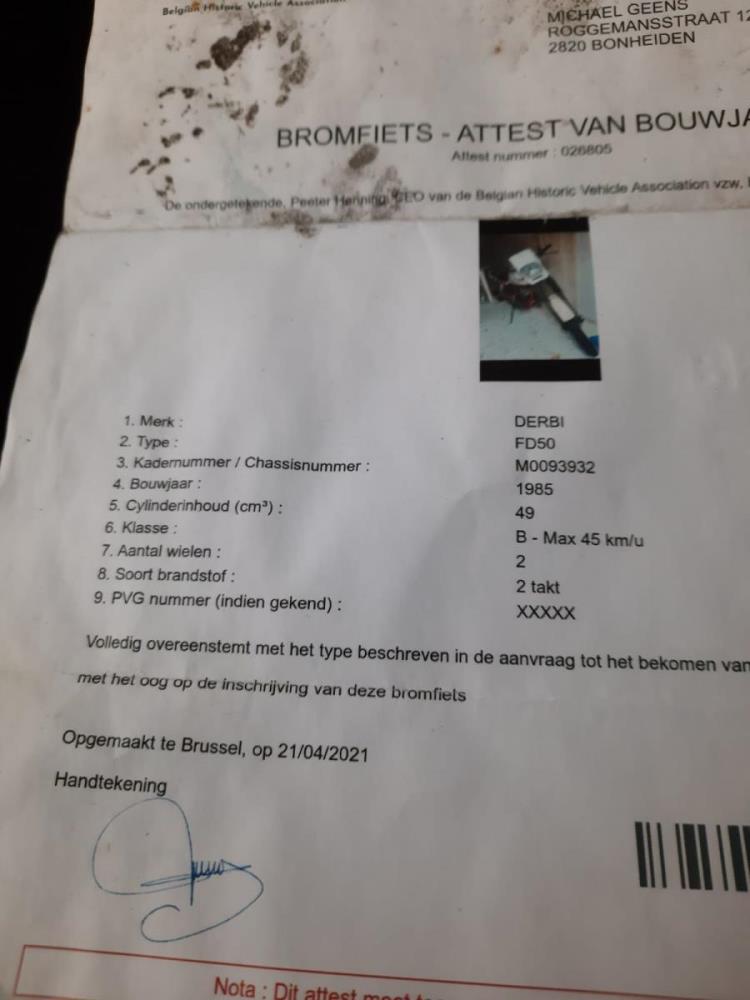 Belgian Historic Vehicle Association
MICHAEL GEENS
ROGGEMANSSTRAAT 12
2820 BONHEIDEN
BROMFIETS - ATTEST VAN BOUWJA
Attest nummer : 026805
De ondergetekende, Peeter Henning, CEO van de Belgian Historic Vehicle Association vzw,
1. Merk : DERBI
2. Type : FD50
3. Kadernummer / Chassisnummer : M0093932
4. Bouwjaar : 1985
5. Cylinderinhoud (cm³) : 49
6. Klasse : B - Max 45 km/u
7. Aantal wielen : 2
8. Soort brandstof : 2 takt
9. PVG nummer (indien gekend) : XXXXX
Volledig overeenstemt met het type beschreven in de aanvraag tot het bekomen van
met het oog op de inschrijving van deze bromfiets
Opgemaakt te Brussel, op 21/04/2021
Handtekening
Nota : Dit attest moet